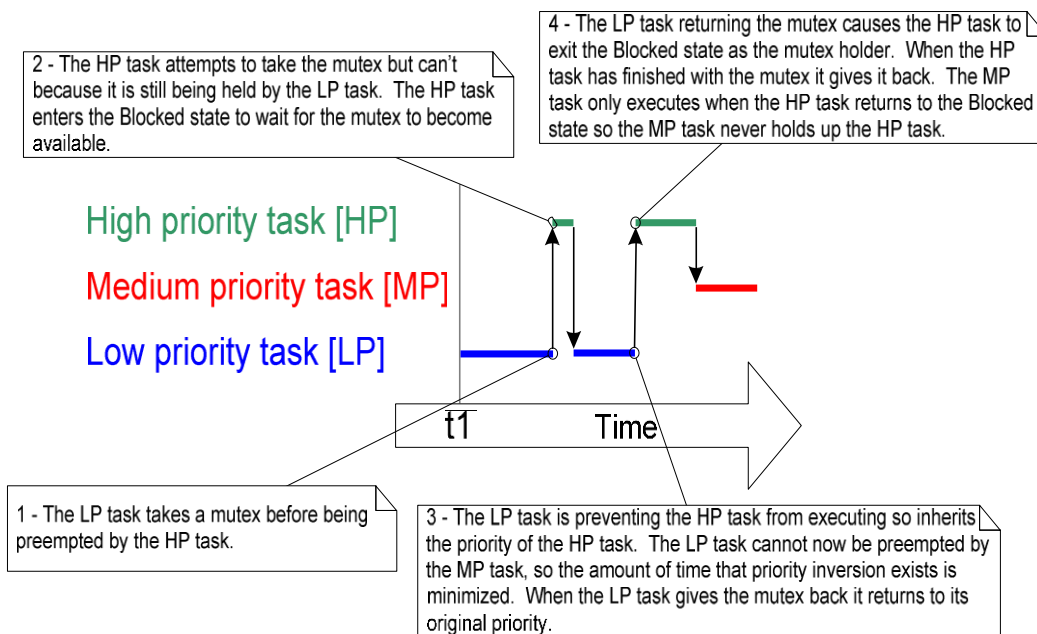 2 - The HP task attempts to take the mutex but can't
because it is still being held by the LP task.  The HP task
enters the Blocked state to wait for the mutex to become
available.
4 - The LP task returning the mutex causes the HP task to
exit the Blocked state as the mutex holder.  When the HP
task has finished with the mutex it gives it back.  The MP
task only executes when the HP task returns to the Blocked
state so the MP task never holds up the HP task.
High priority task [HP]
Medium priority task [MP]
Low priority task [LP]
t1
Time
1 - The LP task takes a mutex before being
preempted by the HP task.
3 - The LP task is preventing the HP task from executing so inherits
the priority of the HP task.  The LP task cannot now be preempted by
the MP task, so the amount of time that priority inversion exists is
minimized.  When the LP task gives the mutex back it returns to its
original priority.